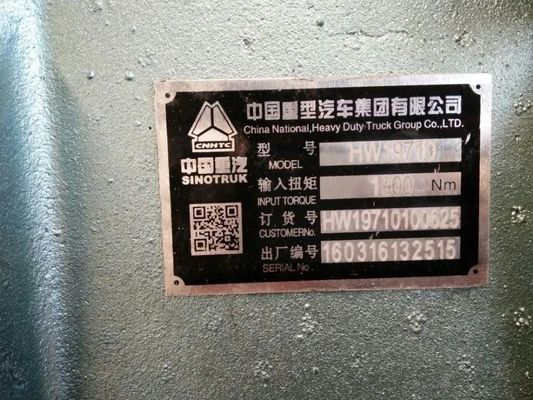 中国重型汽车集团有限公司
China National,Heavy Duty Truck Group Co.,LTD.
CNHTC
中国重汽
SINOTRUK
型 号 HW19710
MODEL
输入扭矩 1900 Nm
INPUT TORQUE
订 货 号 HW19710100625
CUSTOMERNo.
出厂编号 160316132515
SERIAL No.